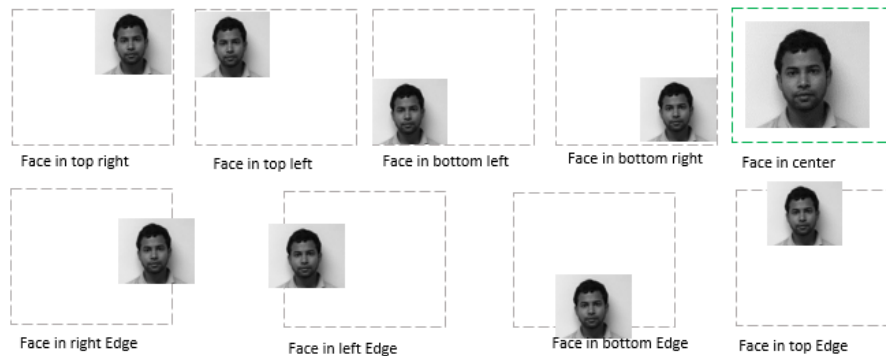 Face in top right
Face in top left
Face in bottom left
Face in bottom right
Face in center
Face in right Edge
Face in left Edge
Face in bottom Edge
Face in top Edge